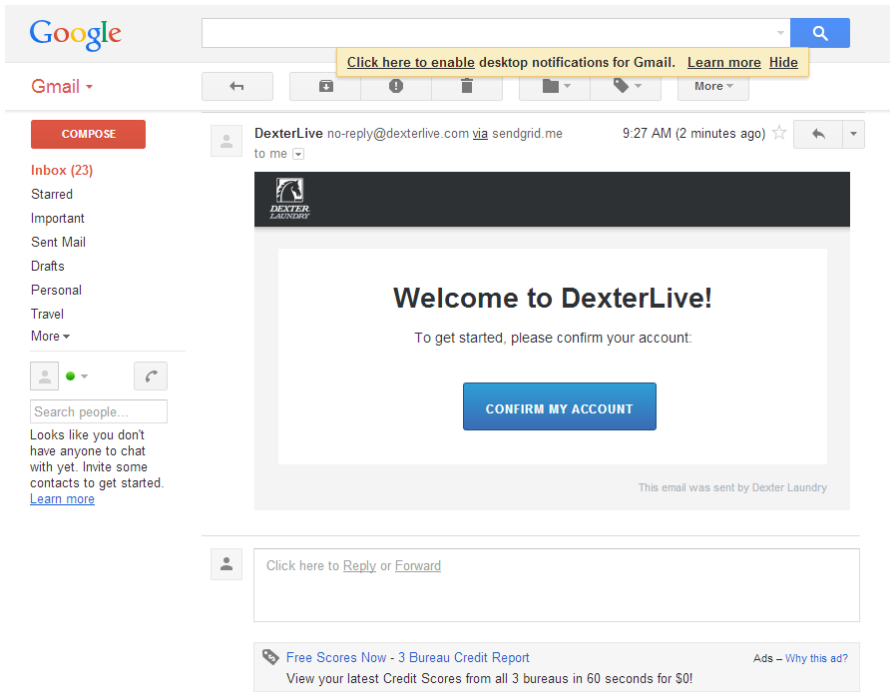 Google
Click here to enable desktop notifications for Gmail. Learn more Hide
Gmail
More
COMPOSE
Inbox (23)
Starred
Important
Sent Mail
Drafts
Personal
Travel
More
Search people...
Looks like you don't
have anyone to chat
with yet. Invite some
contacts to get started.
Learn more
DexterLive no-reply@dexterlive.com via sendgrid.me 9:27 AM (2 minutes ago)
to me
DEXTER
LAUNDRY
Welcome to DexterLive!
To get started, please confirm your account:
CONFIRM MY ACCOUNT
This email was sent by Dexter Laundry
Click here to Reply or Forward
Free Scores Now - 3 Bureau Credit Report Ads – Why this ad?
View your latest Credit Scores from all 3 bureaus in 60 seconds for $0!